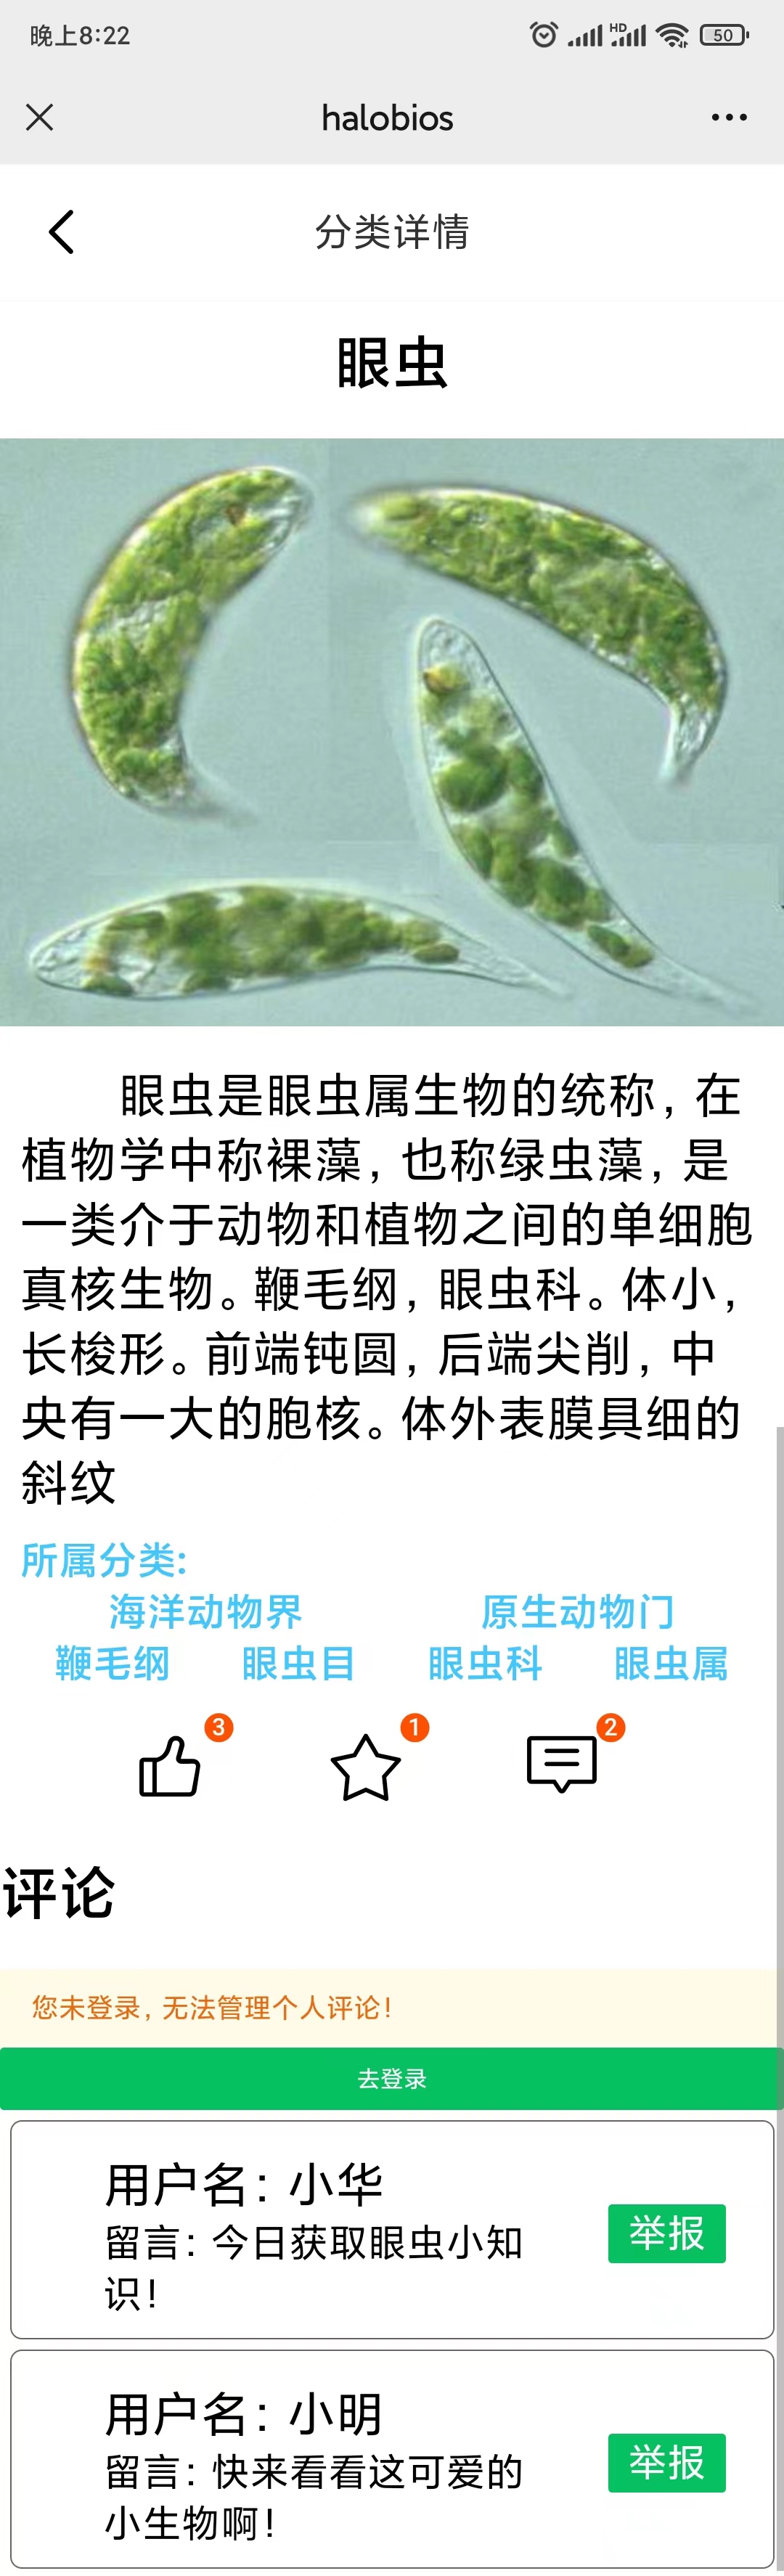 晚上8:22
HD
50
halobios
分类详情
眼虫
眼虫是眼虫属生物的统称，在
植物学中称裸藻，也称绿虫藻，是
一类介于动物和植物之间的单细胞
真核生物。鞭毛纲，眼虫科。体小，
长梭形。前端钝圆，后端尖削，中
央有一大的胞核。体外表膜具细的
斜纹
所属分类:
海洋动物界 原生动物门
鞭毛纲 眼虫目 眼虫科 眼虫属
3 1 2
评论
您未登录，无法管理个人评论！
去登录
用户名：小华
留言：今日获取眼虫小知
识！
举报
用户名：小明
留言：快来看看这可爱的
小生物啊！
举报